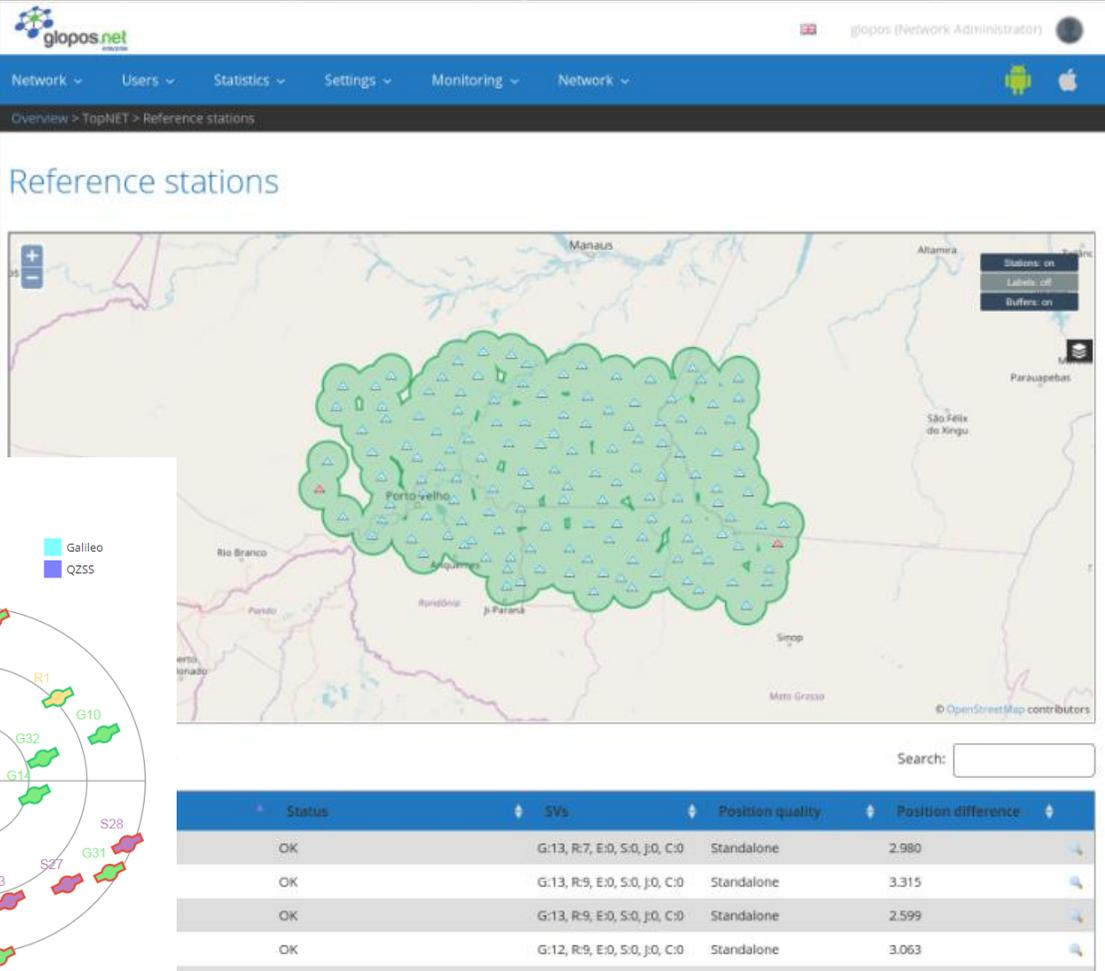 glopos.net
glopos (Network Administrator)
Network Users Statistics Settings Monitoring Network
Overview > TopNET > Reference stations
Reference stations
+
−
Manaus
Altamira
Stations: on
Labels: off
Buffers: on
Parauapebas
São Félix
do Xingu
Porto Velho
Rio Branco
Ariquemes
Pando
Rondônia
Ji-Paraná
Sinop
Mato Grosso
© OpenStreetMap contributors
Galileo
QZSS
R1
G10
G32
G14
S28
G31
S27
Search:
Status SVs Position quality Position difference
OK G:13, R:7, E:0, S:0, J:0, C:0 Standalone 2.980
OK G:13, R:9, E:0, S:0, J:0, C:0 Standalone 3.315
OK G:13, R:9, E:0, S:0, J:0, C:0 Standalone 2.599
OK G:12, R:9, E:0, S:0, J:0, C:0 Standalone 3.063